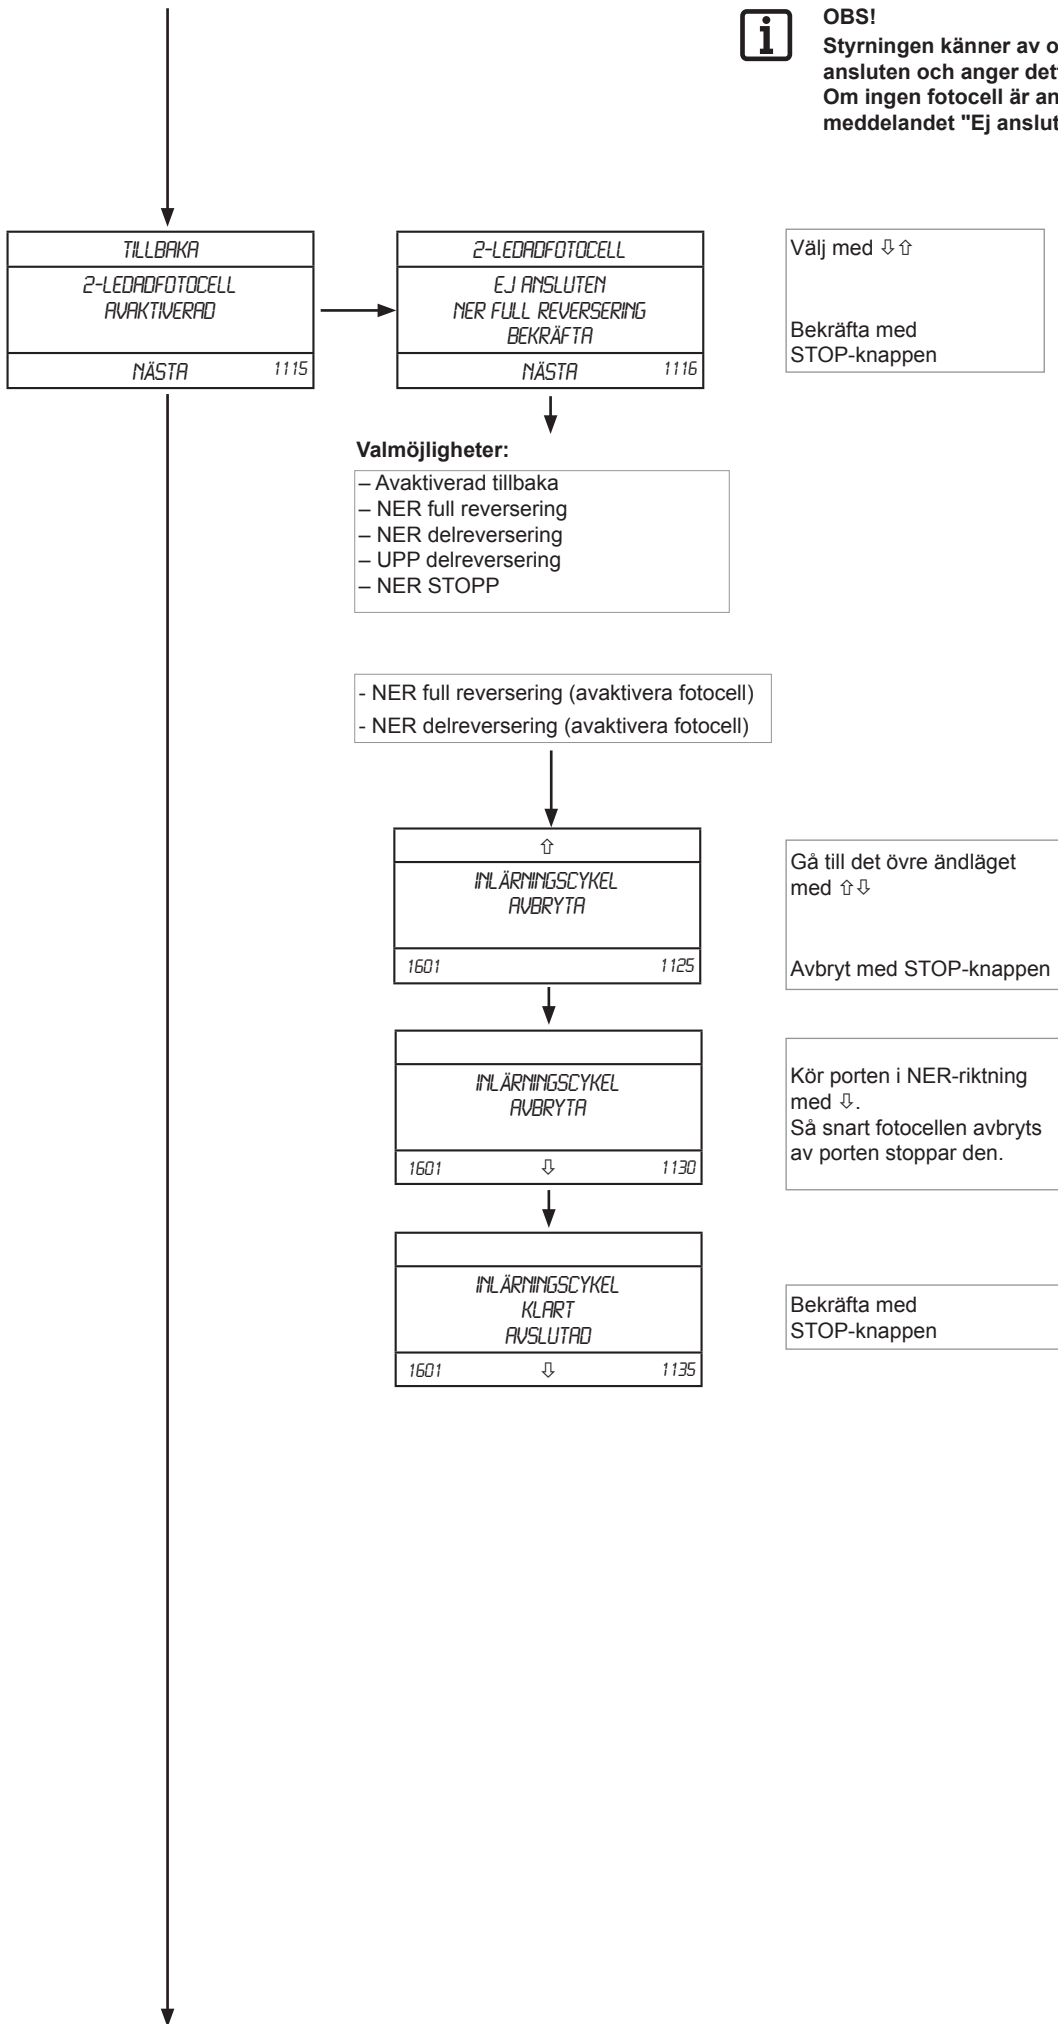 OBS!
Styrningen känner av o
ansluten och anger det
Om ingen fotocell är an
meddelandet "Ej anslut
TILLBAKA
2-LEDADFOTOCELL
AVAKTIVERAD
NÄSTA 1115
2-LEDADFOTOCELL
EJ ANSLUTEN
NER FULL REVERSERING
BEKRÄFTA
NÄSTA 1116
Välj med ⇩⇧
Bekräfta med
STOP-knappen
Valmöjligheter:
– Avaktiverad tillbaka
– NER full reversering
– NER delreversering
– UPP delreversering
– NER STOPP
- NER full reversering (avaktivera fotocell)
- NER delreversering (avaktivera fotocell)
⇧
INLÄRNINGSCYKEL
AVBRYTA
1601 1125
Gå till det övre ändläget
med ⇧⇩
Avbryt med STOP-knappen
INLÄRNINGSCYKEL
AVBRYTA
1601 ⇩ 1130
Kör porten i NER-riktning
med ⇩.
Så snart fotocellen avbryts
av porten stoppar den.
INLÄRNINGSCYKEL
KLART
AVSLUTAD
1601 ⇩ 1135
Bekräfta med
STOP-knappen